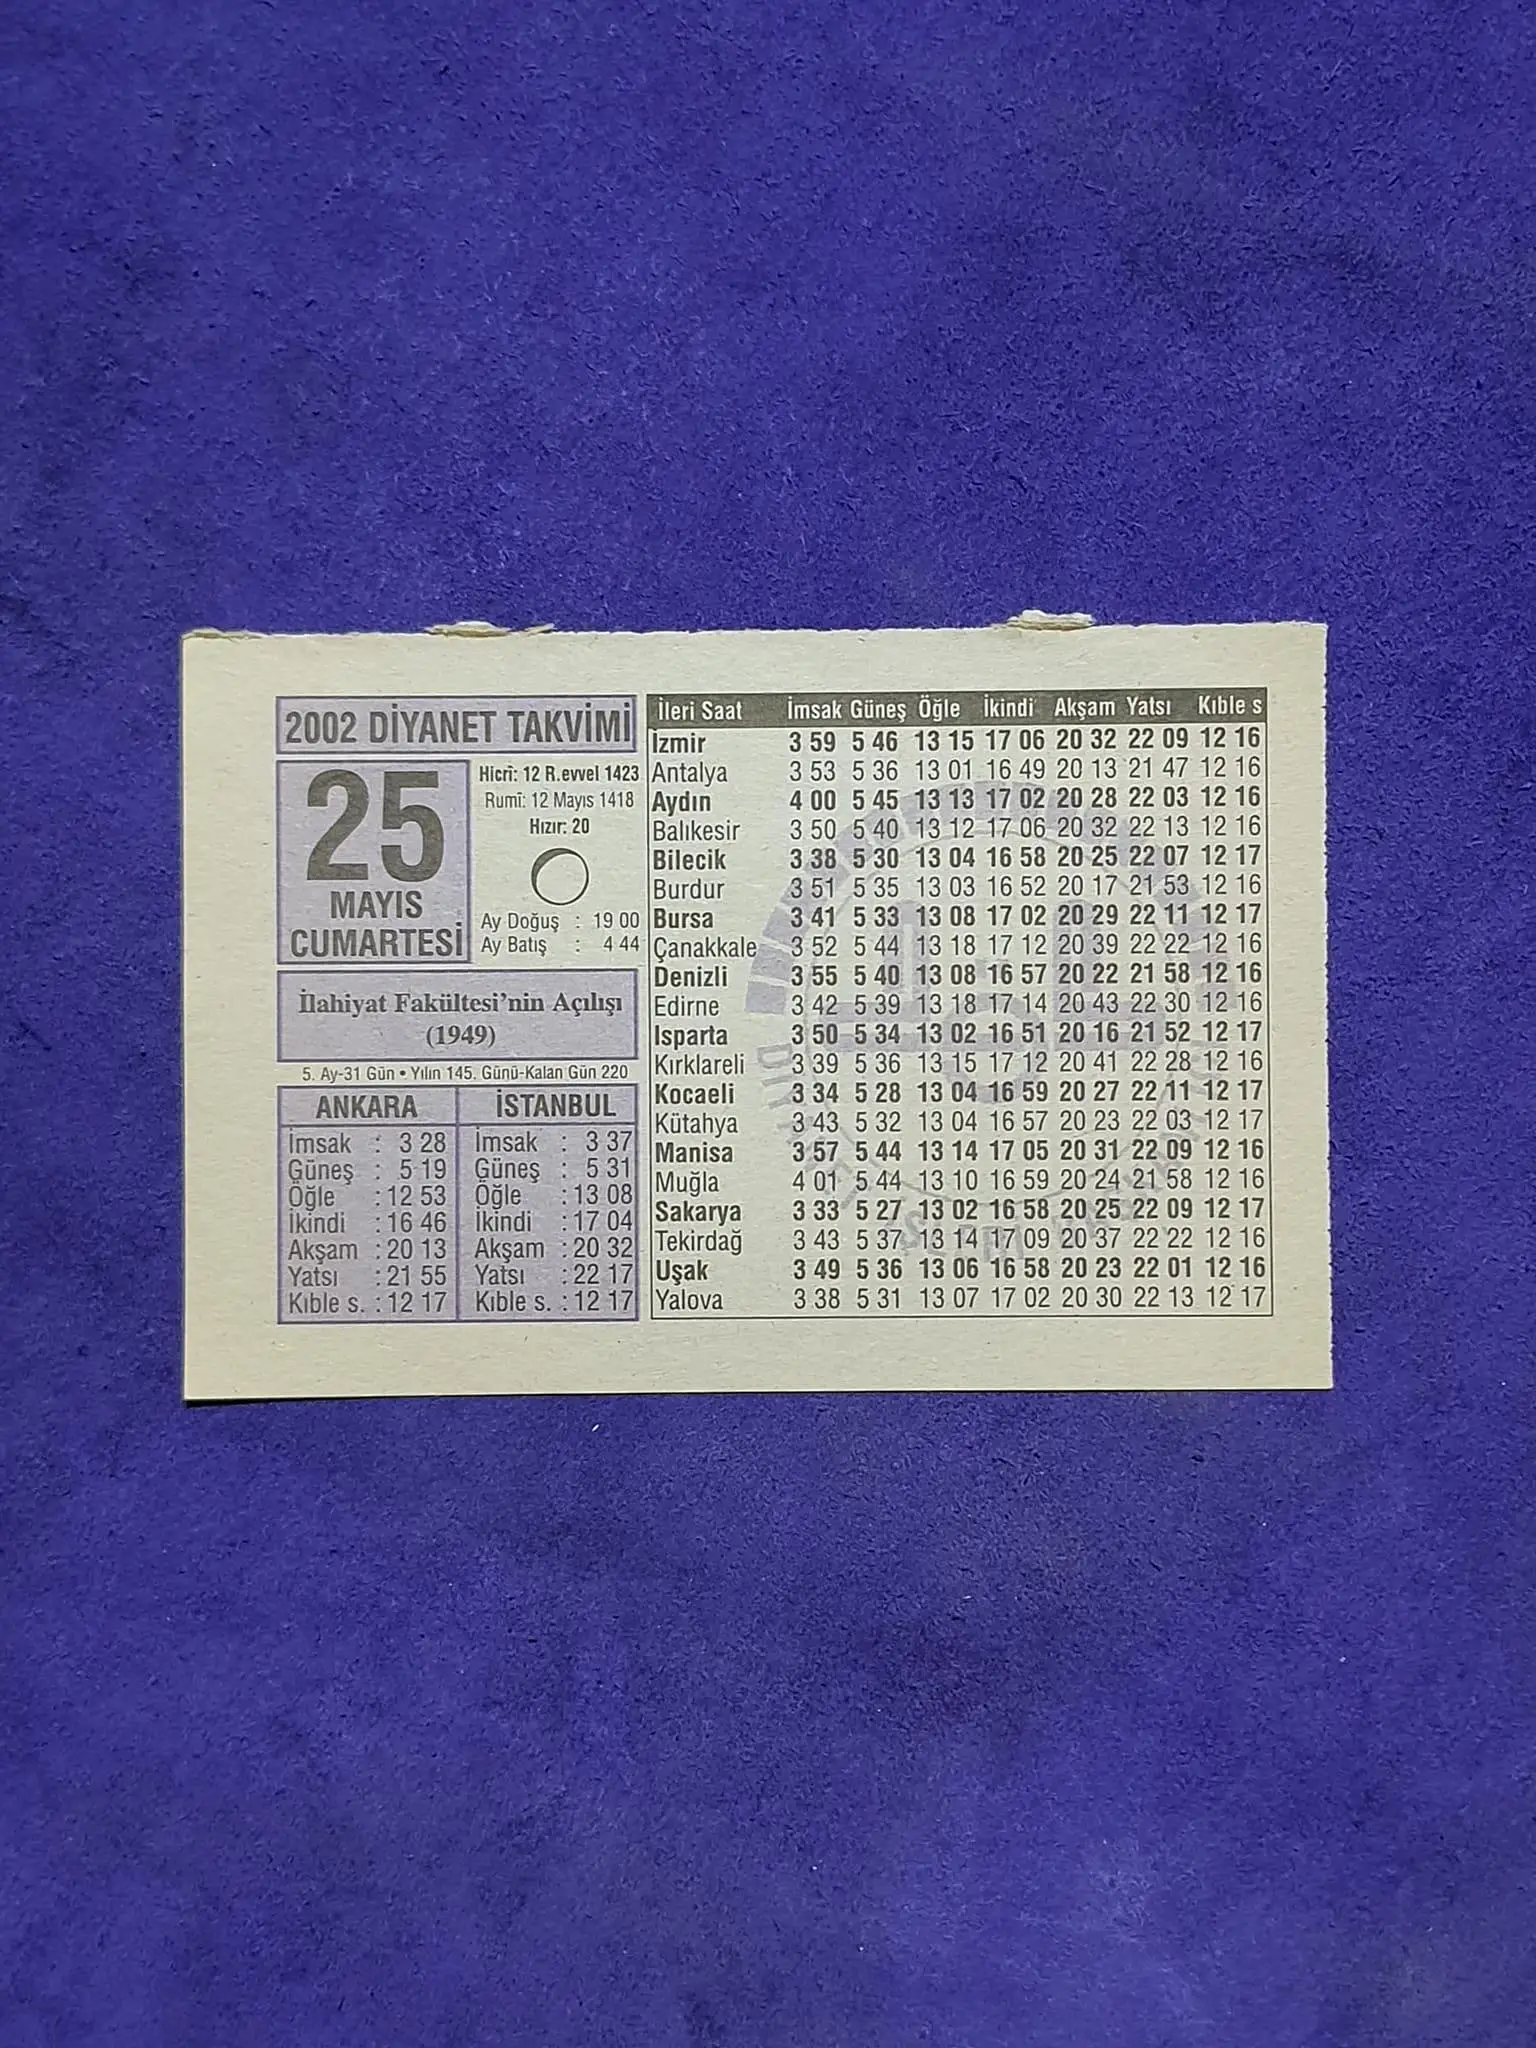 2002 DİYANET TAKVİMİ
25
MAYIS
CUMARTESİ
Hicrî: 12 R.evvel 1423
Rumî: 12 Mayıs 1418
Hızır: 20
Ay Doğuş : 19 00
Ay Batış : 4 44
İlahiyat Fakültesi'nin Açılışı
(1949)
5. Ay-31 Gün • Yılın 145. Günü-Kalan Gün 220
ANKARA
İmsak : 3 28
Güneş : 5 19
Öğle : 12 53
İkindi : 16 46
Akşam : 20 13
Yatsı : 21 55
Kıble s. : 12 17
İSTANBUL
İmsak : 3 37
Güneş : 5 31
Öğle : 13 08
İkindi : 17 04
Akşam : 20 32
Yatsı : 22 17
Kıble s. : 12 17
İleri Saat İmsak Güneş Öğle İkindi Akşam Yatsı Kıble s
İzmir 3 59 5 46 13 15 17 06 20 32 22 09 12 16
Antalya 3 53 5 36 13 01 16 49 20 13 21 47 12 16
Aydın 4 00 5 45 13 13 17 02 20 28 22 03 12 16
Balıkesir 3 50 5 40 13 12 17 06 20 32 22 13 12 16
Bilecik 3 38 5 30 13 04 16 58 20 25 22 07 12 17
Burdur 3 51 5 35 13 03 16 52 20 17 21 53 12 16
Bursa 3 41 5 33 13 08 17 02 20 29 22 11 12 17
Çanakkale 3 52 5 44 13 18 17 12 20 39 22 22 12 16
Denizli 3 55 5 40 13 08 16 57 20 22 21 58 12 16
Edirne 3 42 5 39 13 18 17 14 20 43 22 30 12 16
Isparta 3 50 5 34 13 02 16 51 20 16 21 52 12 17
Kırklareli 3 39 5 36 13 15 17 12 20 41 22 28 12 16
Kocaeli 3 34 5 28 13 04 16 59 20 27 22 11 12 17
Kütahya 3 43 5 32 13 04 16 57 20 23 22 03 12 17
Manisa 3 57 5 44 13 14 17 05 20 31 22 09 12 16
Muğla 4 01 5 44 13 10 16 59 20 24 21 58 12 16
Sakarya 3 33 5 27 13 02 16 58 20 25 22 09 12 17
Tekirdağ 3 43 5 37 13 14 17 09 20 37 22 22 12 16
Uşak 3 49 5 36 13 06 16 58 20 23 22 01 12 16
Yalova 3 38 5 31 13 07 17 02 20 30 22 13 12 17